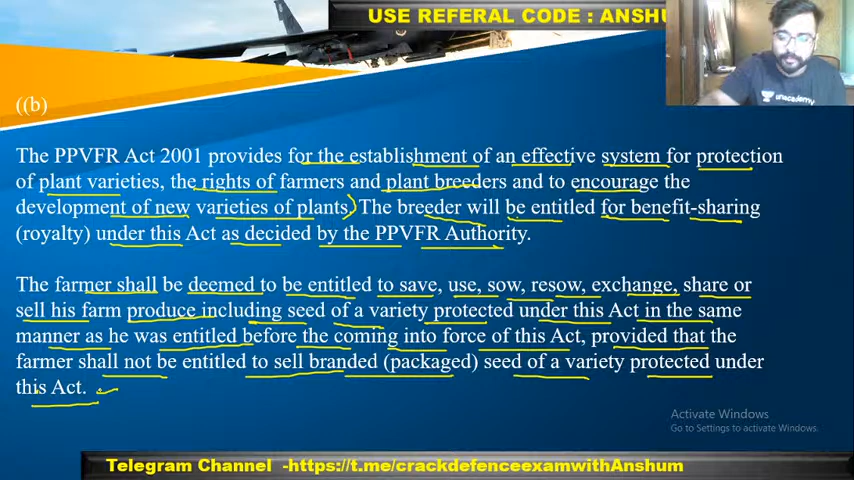 USE REFERAL CODE : ANSHU
unacademy
((b)
The PPVFR Act 2001 provides for the establishment of an effective system for protection
of plant varieties, the rights of farmers and plant breeders and to encourage the
development of new varieties of plants. The breeder will be entitled for benefit-sharing
(royalty) under this Act as decided by the PPVFR Authority.
The farmer shall be deemed to be entitled to save, use, sow, resow, exchange, share or
sell his farm produce including seed of a variety protected under this Act in the same
manner as he was entitled before the coming into force of this Act, provided that the
farmer shall not be entitled to sell branded (packaged) seed of a variety protected under
this Act.
Activate Windows
Go to Settings to activate Windows.
Telegram Channel -https://t.me/crackdefenceexamwithAnshum